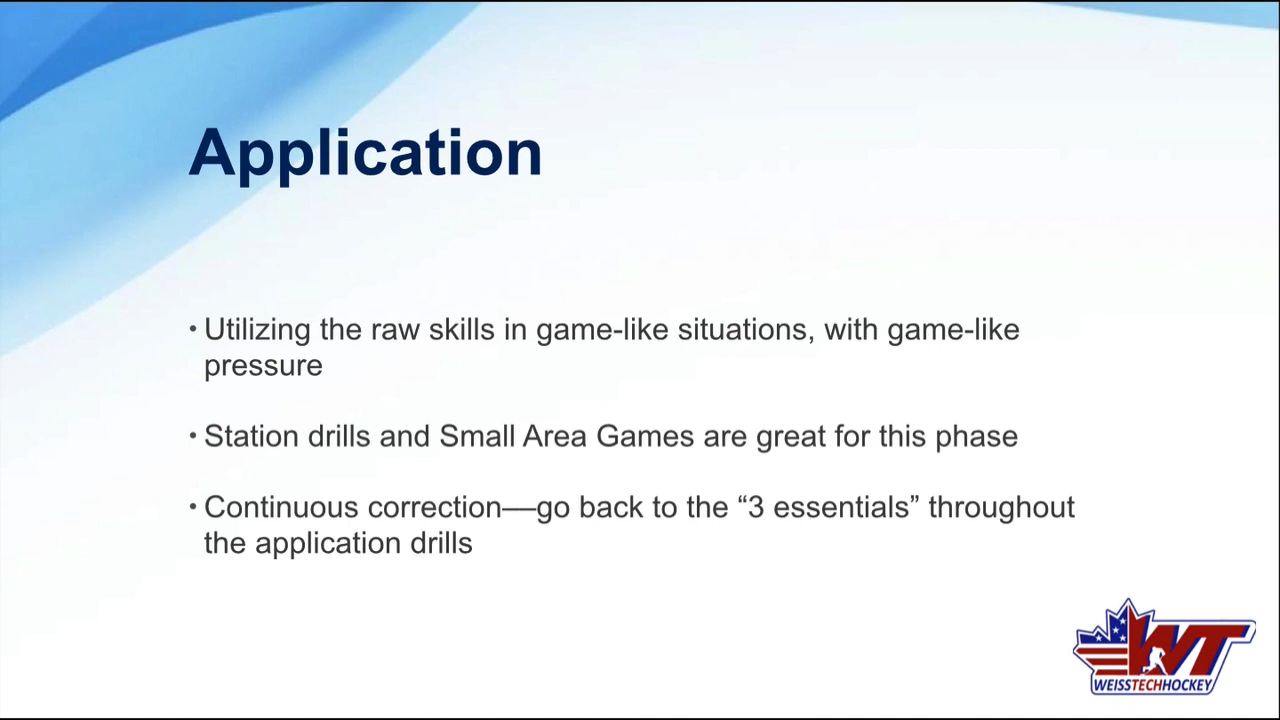 Application
• Utilizing the raw skills in game-like situations, with game-like
pressure
• Station drills and Small Area Games are great for this phase
• Continuous correction—go back to the “3 essentials” throughout
the application drills
WT
WEISSTECHHOCKEY